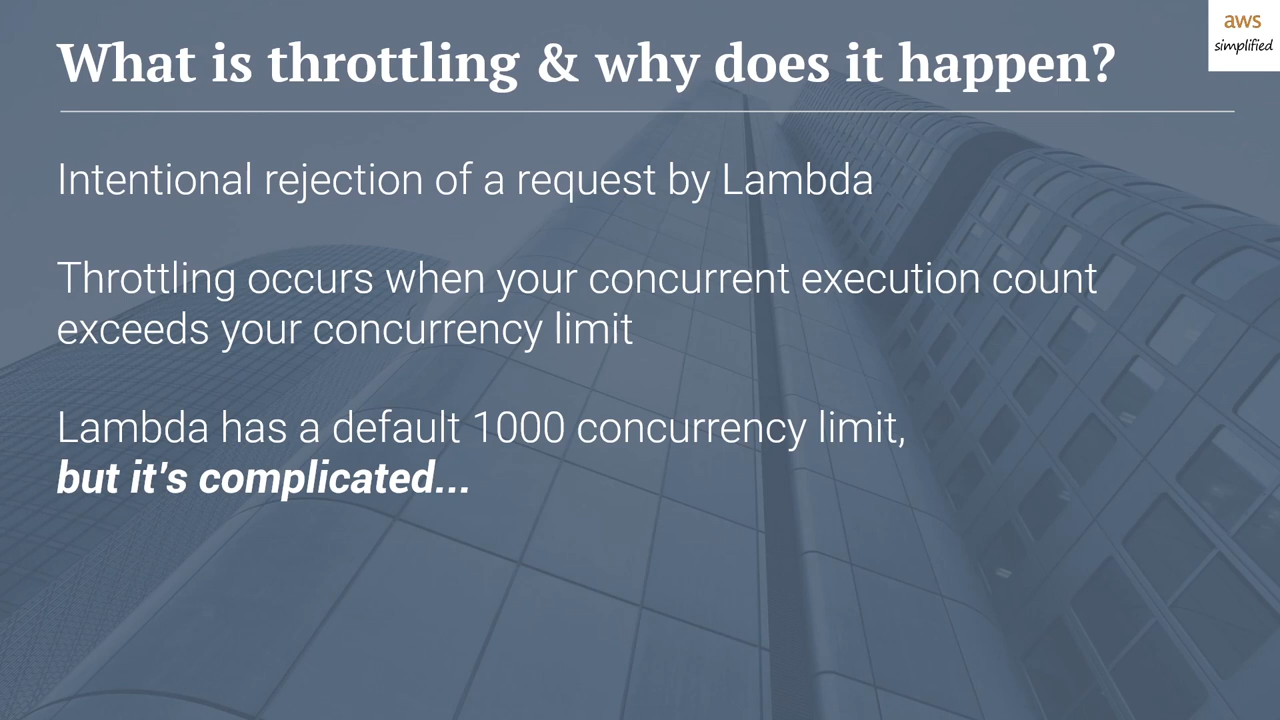 What is throttling & why does it happen?
aws
simplified
Intentional rejection of a request by Lambda
Throttling occurs when your concurrent execution count
exceeds your concurrency limit
Lambda has a default 1000 concurrency limit,
but it's complicated...